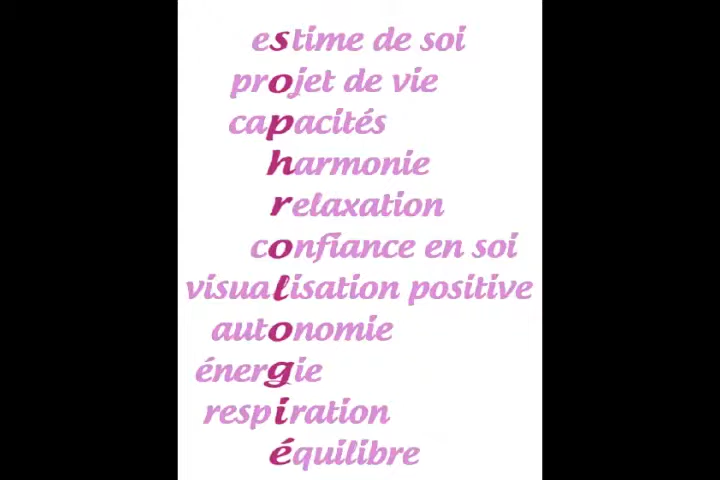 estime de soi
projet de vie
capacités
harmonie
relaxation
confiance en soi
visualisation positive
autonomie
énergie
respiration
équilibre